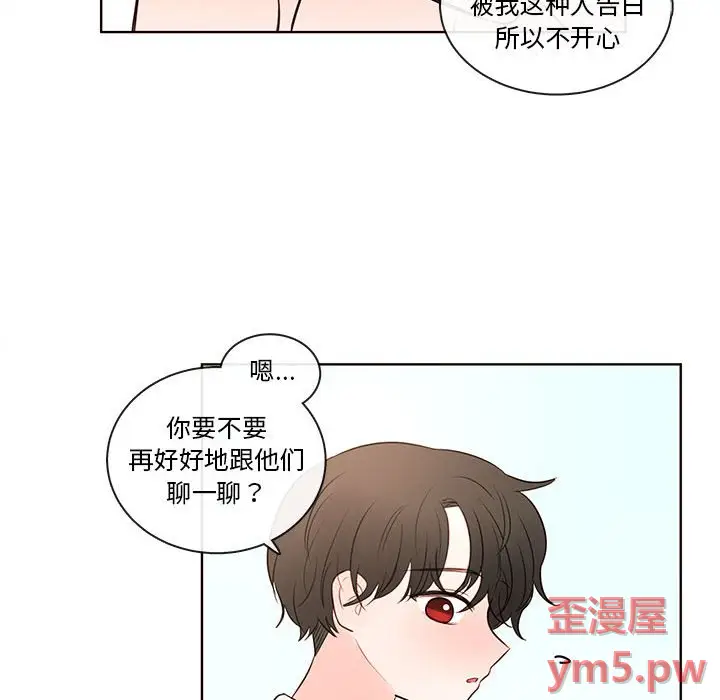 被我这种人告白
所以不开心
嗯...
你要不要
再好好地跟他们
聊一聊？
歪漫屋
ym5.pw